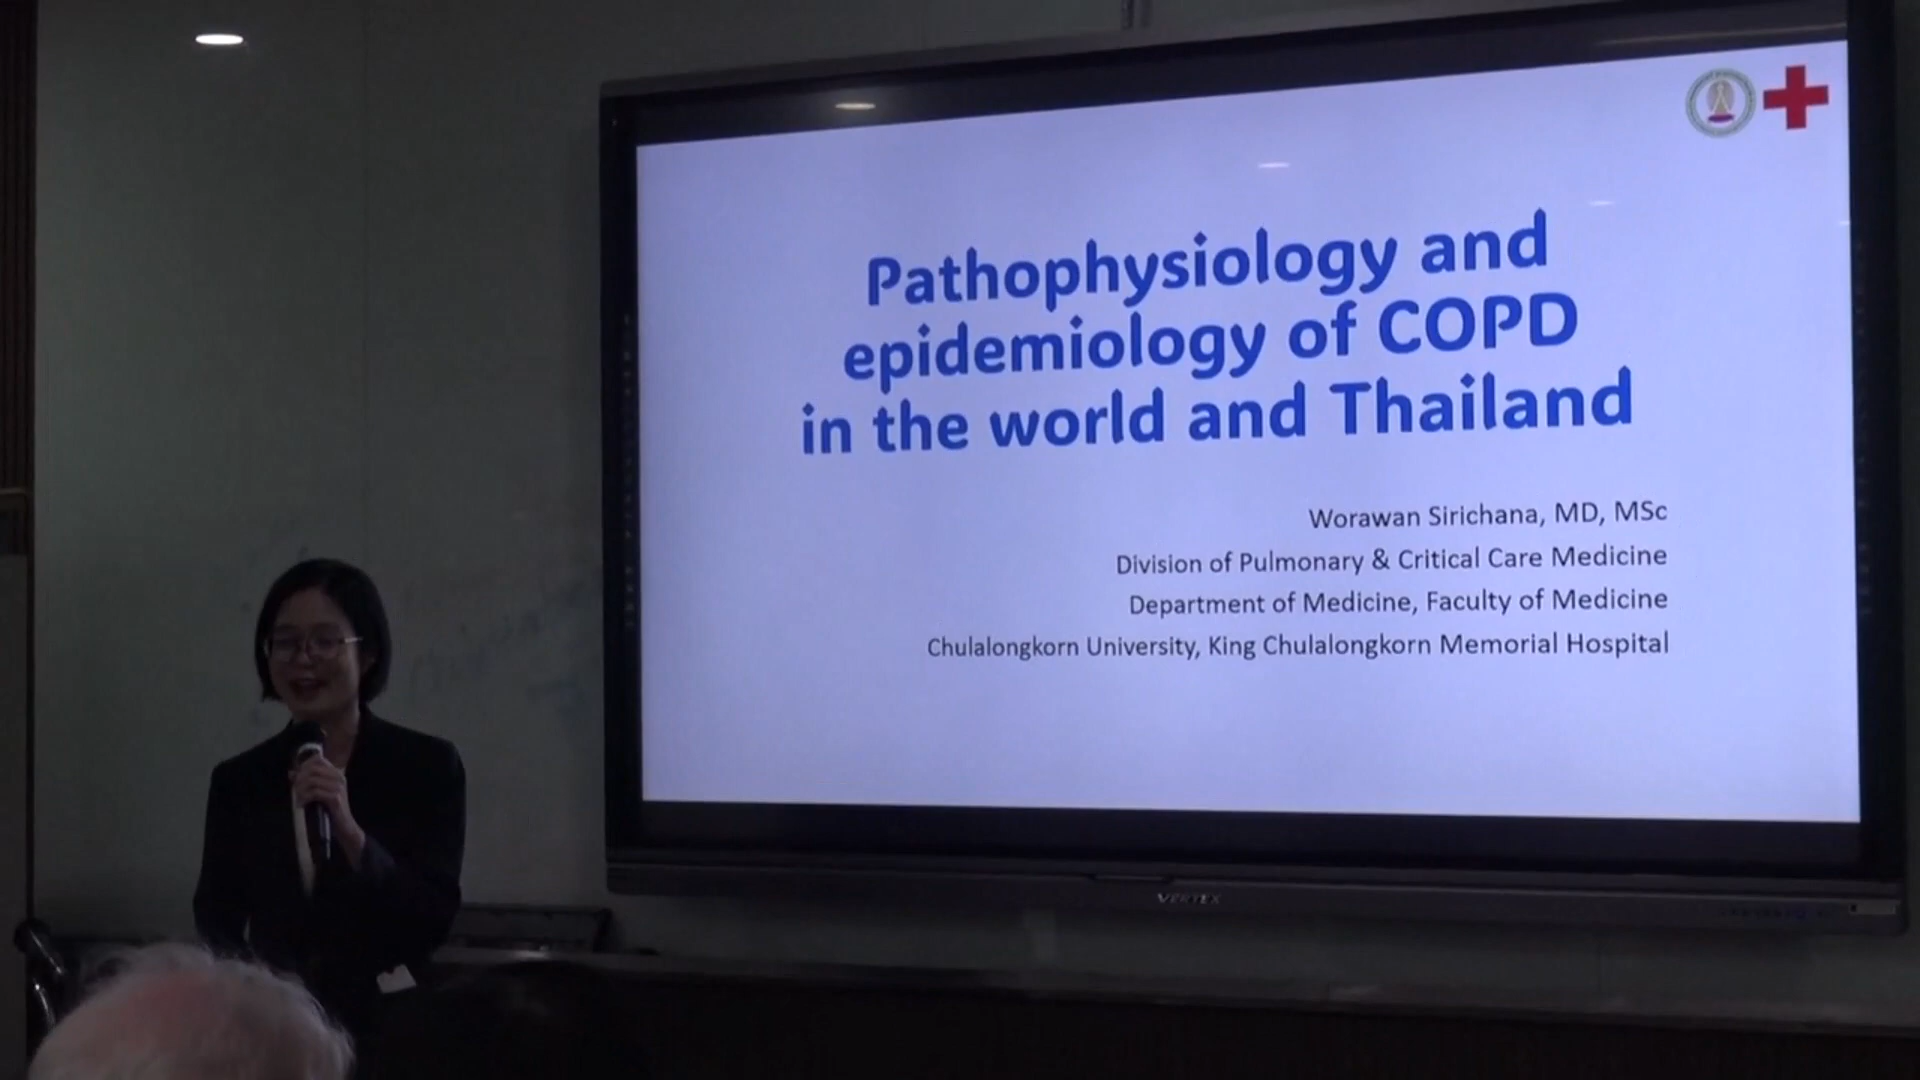 Pathophysiology and
epidemiology of COPD
in the world and Thailand
Worawan Sirichana, MD, MSc
Division of Pulmonary & Critical Care Medicine
Department of Medicine, Faculty of Medicine
Chulalongkorn University, King Chulalongkorn Memorial Hospital
VERTEX